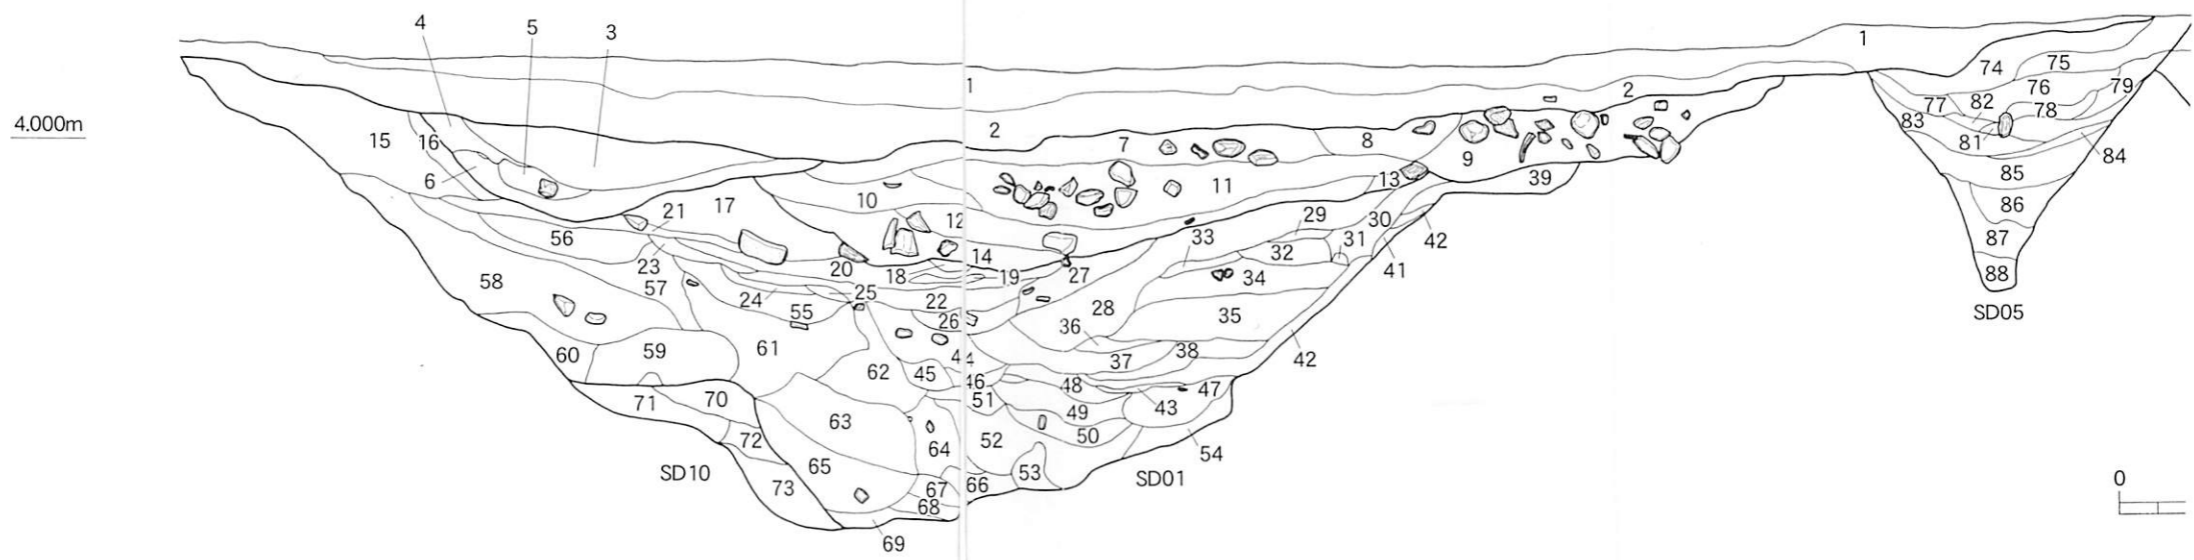 4 5 3 1
1 74 75
2 76 79
4.000m 2 77 82 78
15 16 7 8 9 83 81 84
6 10 11 13 39 85
21 17 12 29 30 86
56 33 32 31 42 87
23 20 14 27 41 88
58 57 18 19 34 SD05
24 25 22 28 35
55 26 36
60 59 61 44 37 38 42
62 45 46 48 47
71 70 51 49 43
63 50
72 64 52 54
SD10 65 53 SD01
73 67 66 0
68
69